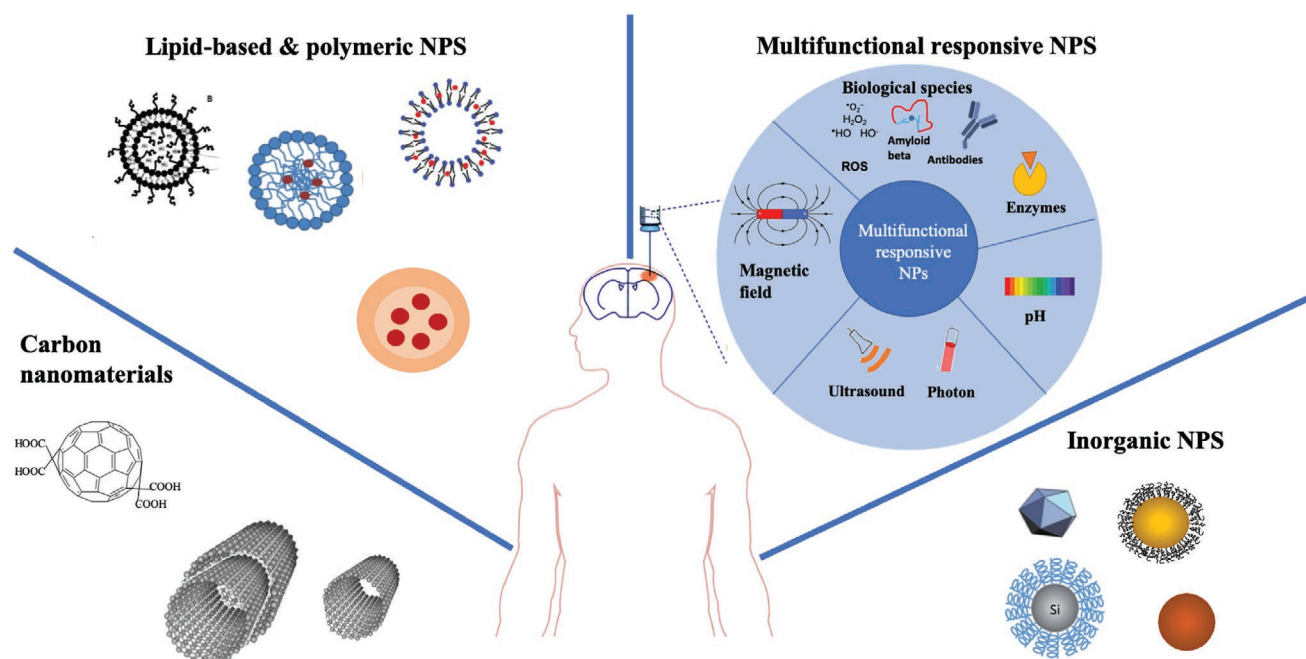 Lipid-based & polymeric NPS
B
Multifunctional responsive NPS
Biological species
•O₂⁻
H₂O₂
•HO HO⁻
ROS
Amyloid
beta
Antibodies
Enzymes
Magnetic
field
Multifunctional
responsive
NPs
pH
Ultrasound
Photon
Carbon
nanomaterials
HOOC
HOOC
COOH
COOH
Inorganic NPS
Si